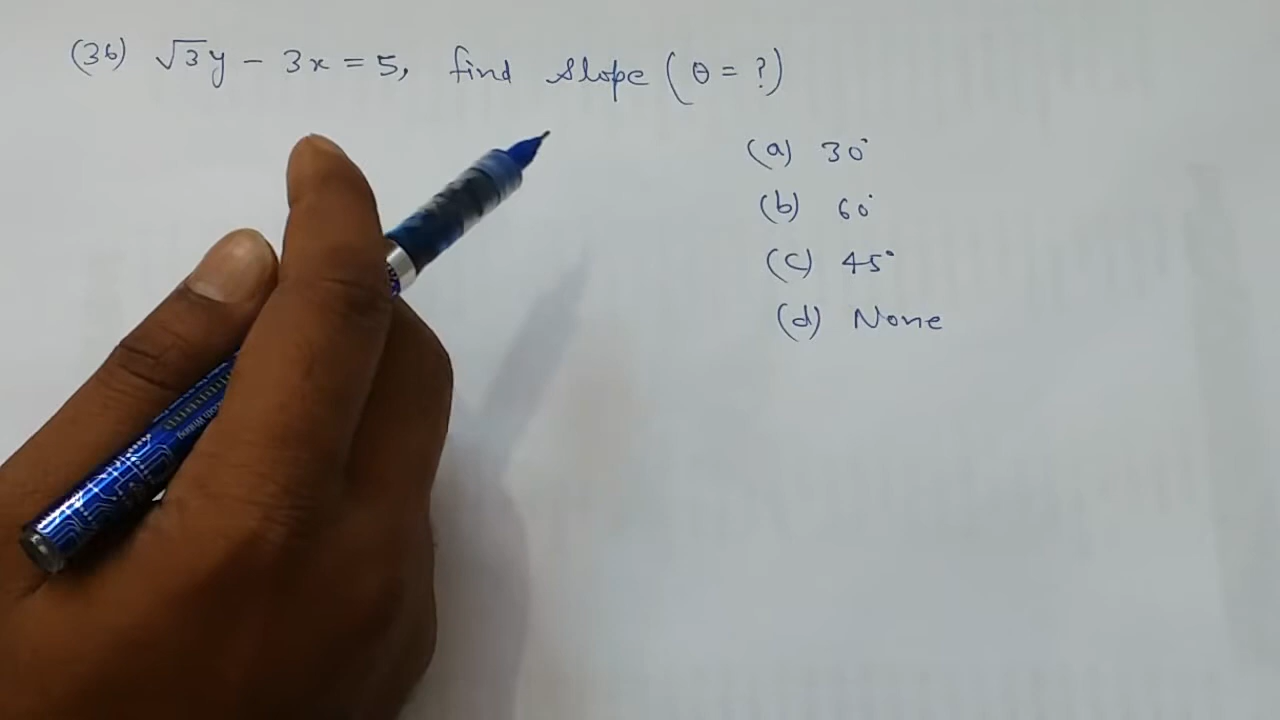 (36) √3y - 3x = 5, find slope (θ = ?)
(a) 30°
(b) 60°
(c) 45°
(d) None